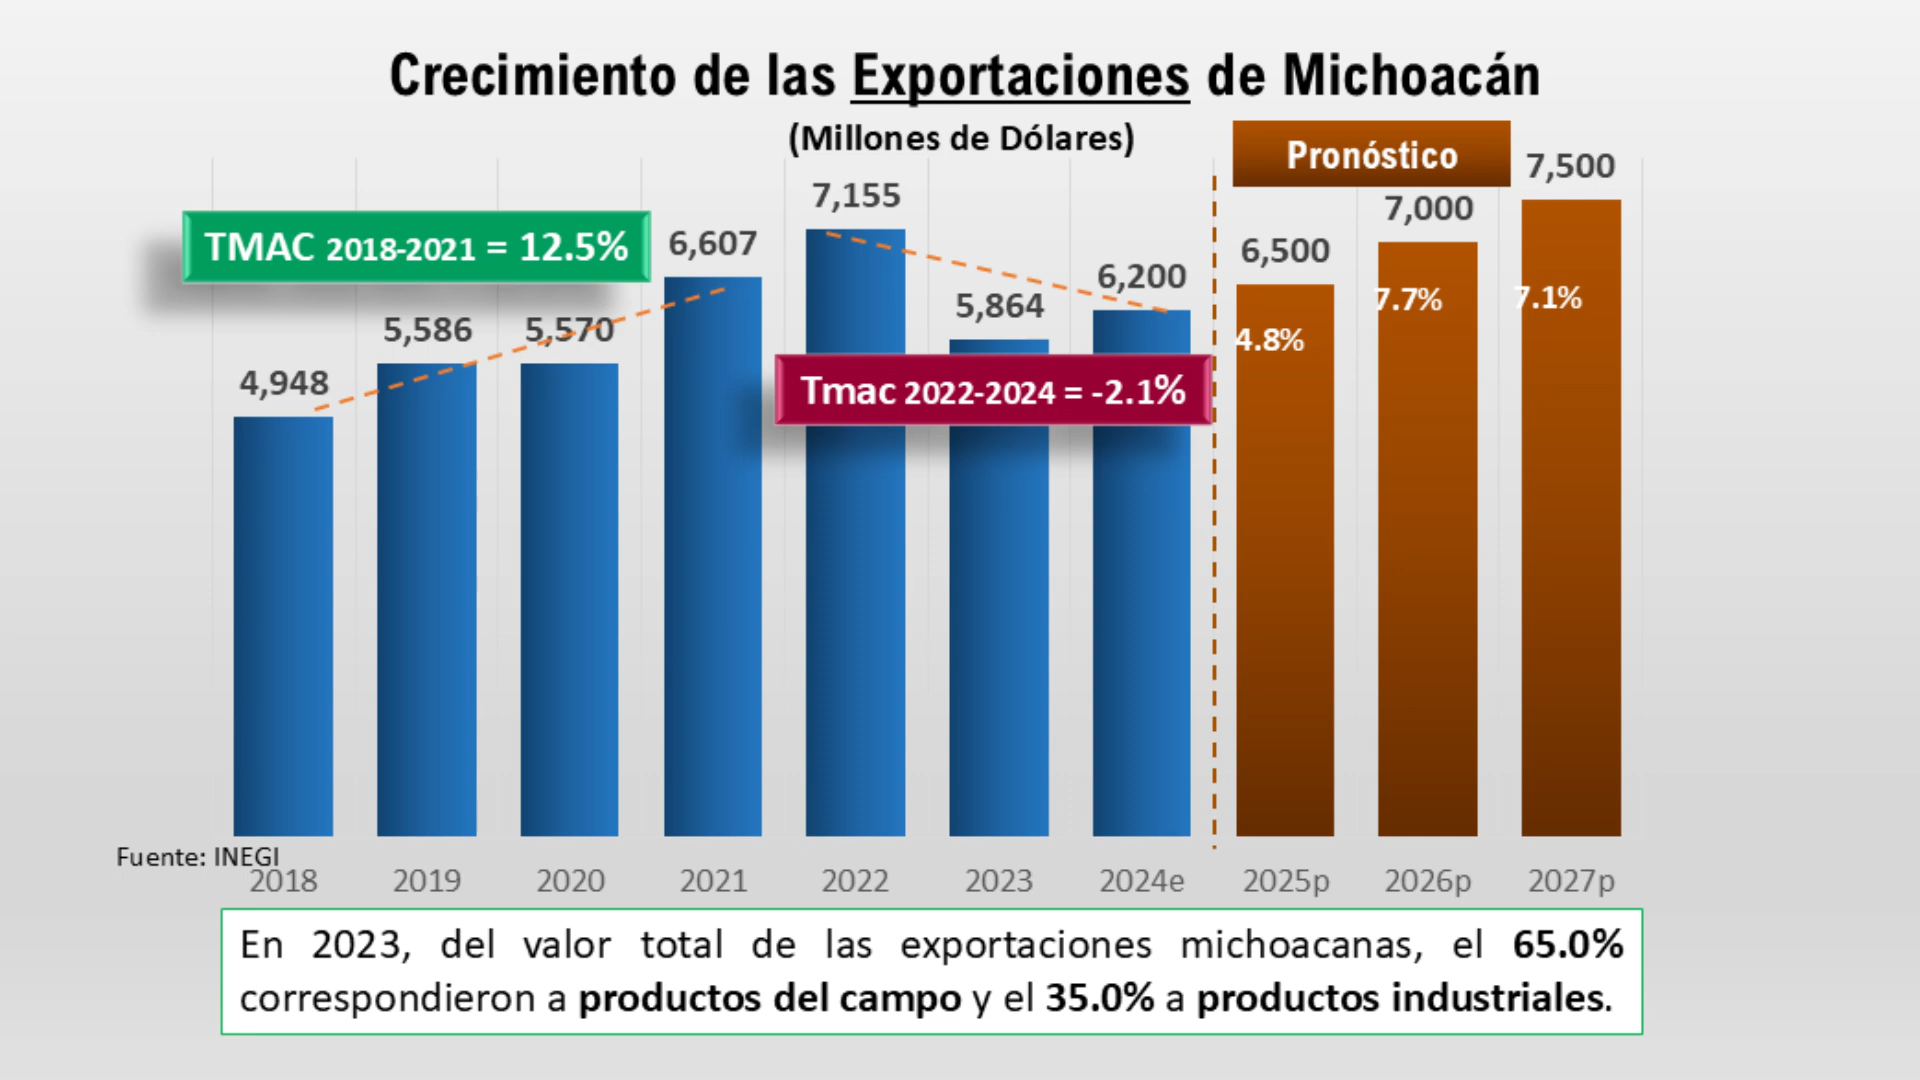 Crecimiento de las Exportaciones de Michoacán
(Millones de Dólares)
Pronóstico
TMAC 2018-2021 = 12.5%
Tmac 2022-2024 = -2.1%
4,948
5,586
5,570
6,607
7,155
5,864
6,200
6,500
7,000
7,500
4.8%
7.7%
7.1%
Fuente: INEGI
2018
2019
2020
2021
2022
2023
2024e
2025p
2026p
2027p
En 2023, del valor total de las exportaciones michoacanas, el 65.0%
correspondieron a productos del campo y el 35.0% a productos industriales.